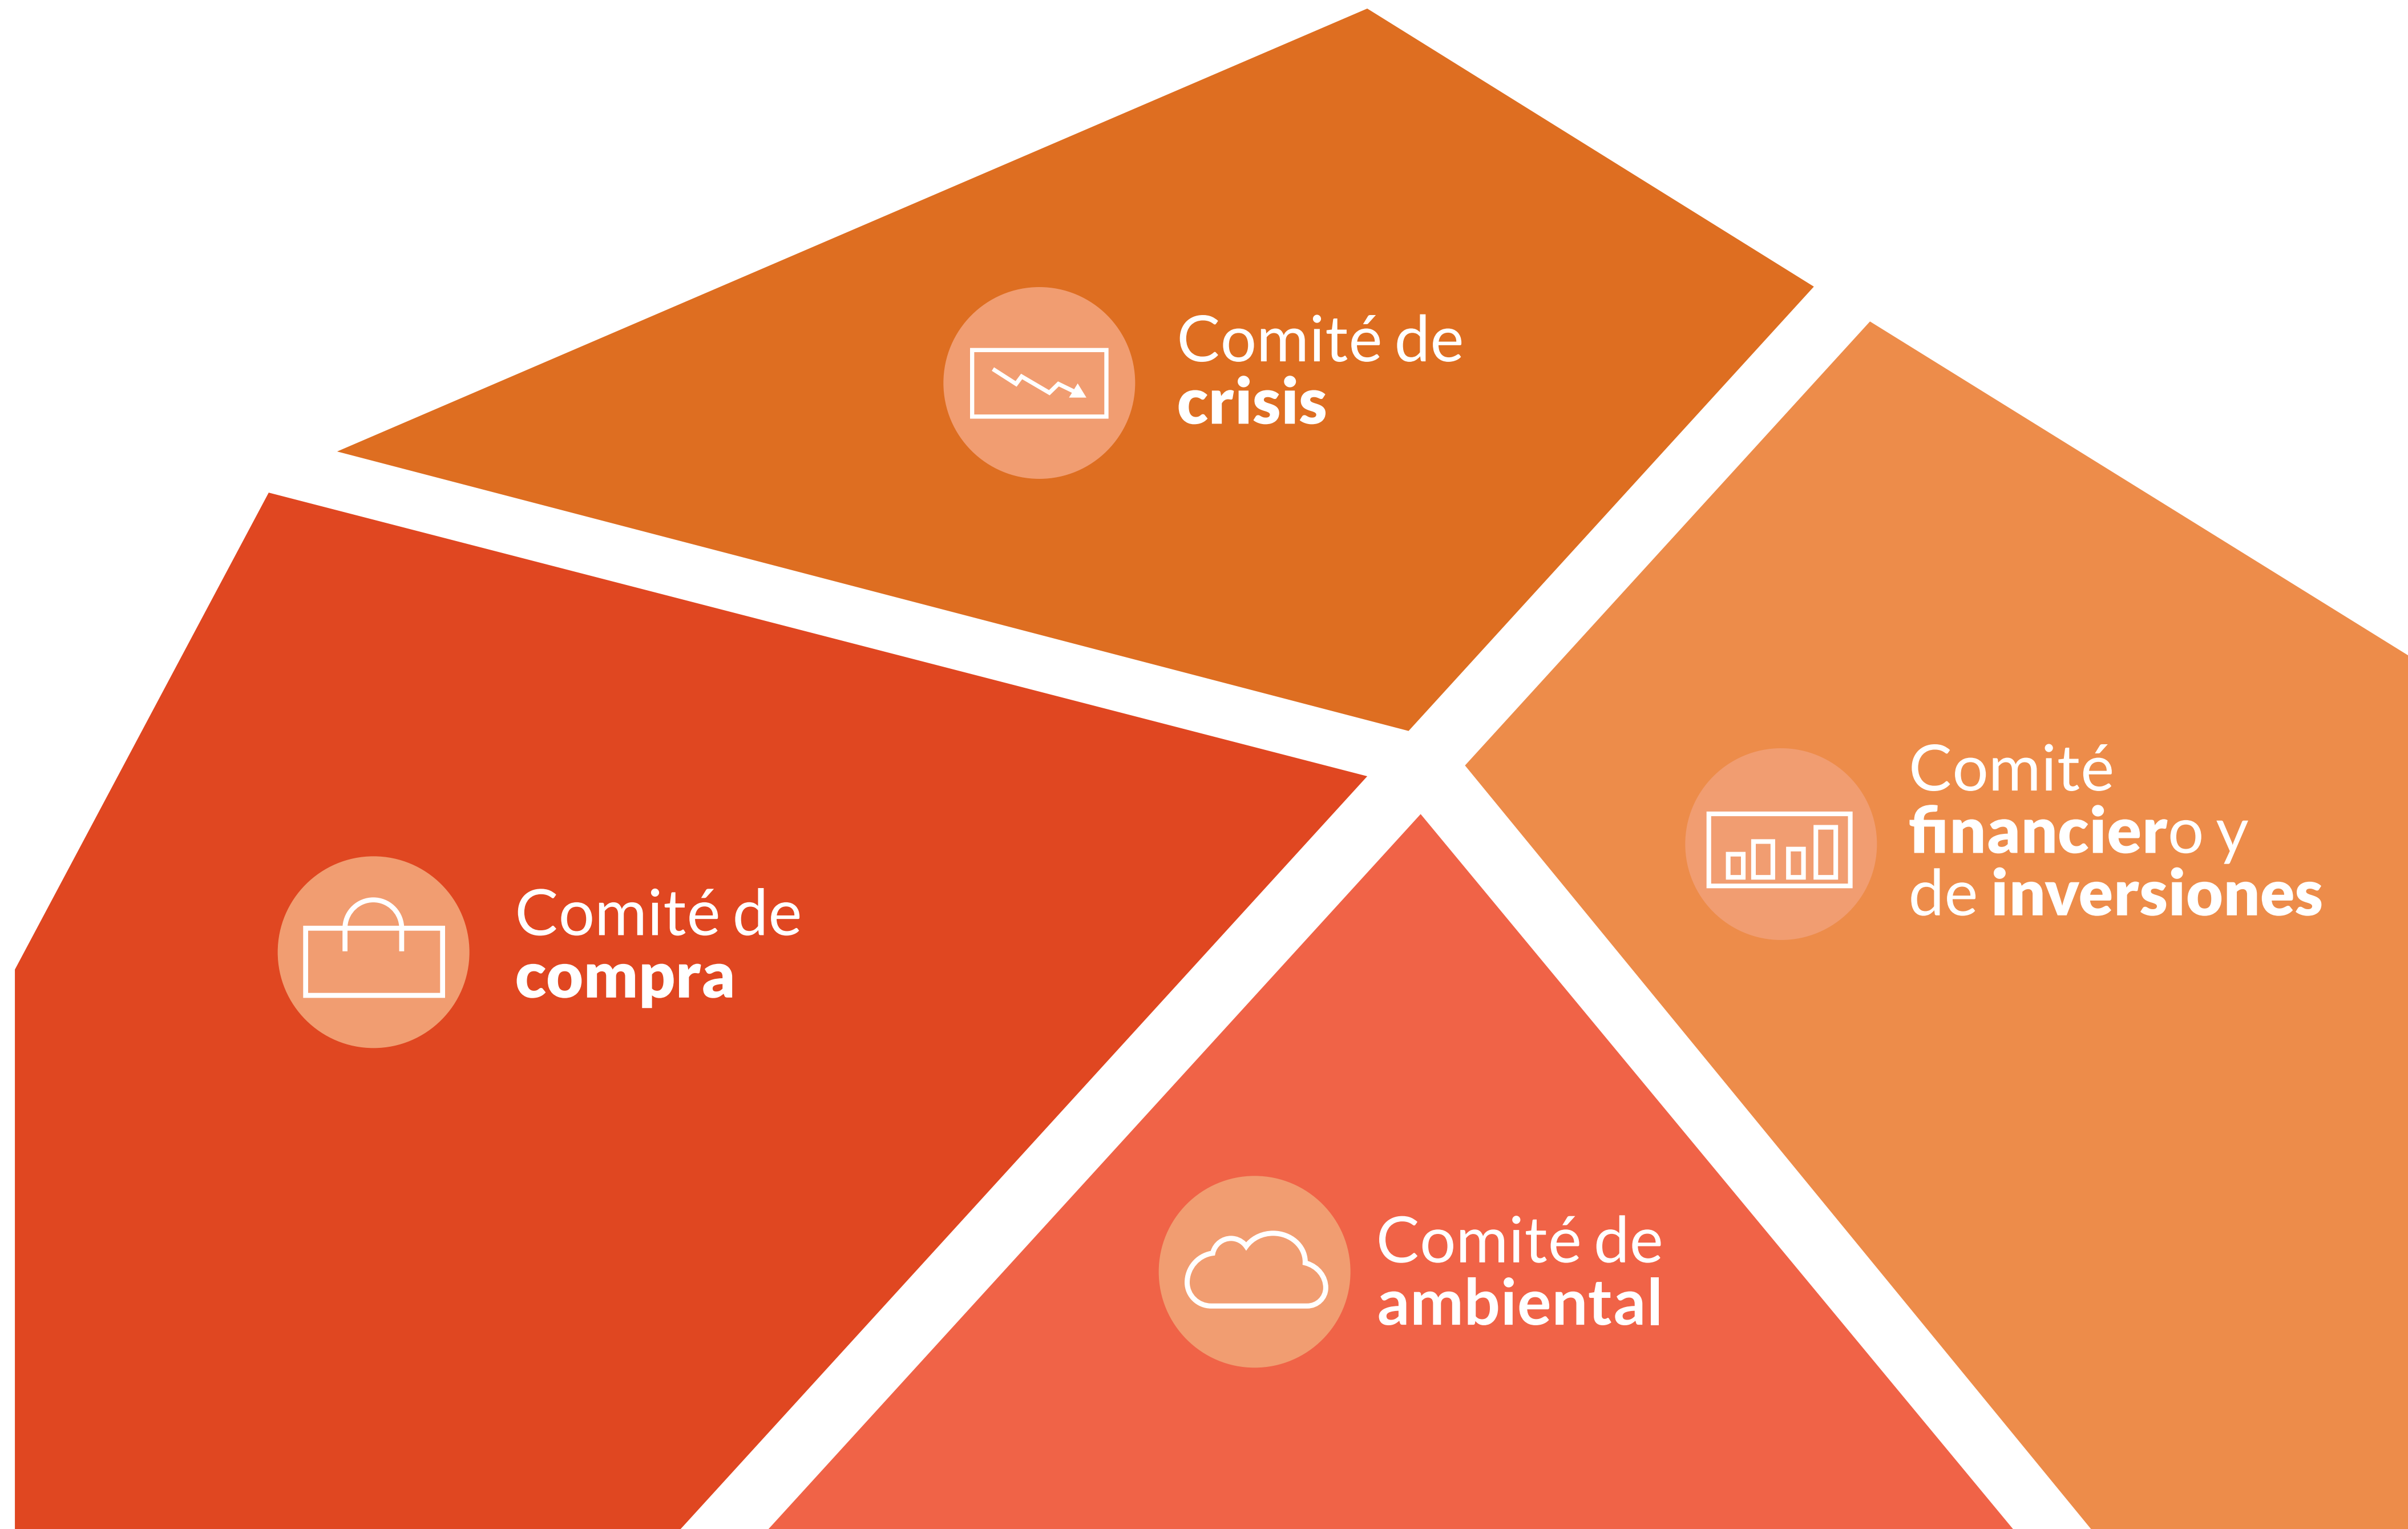 Comité de
crisis
Comité
financiero y
de inversiones
Comité de
compra
Comité de
ambiental